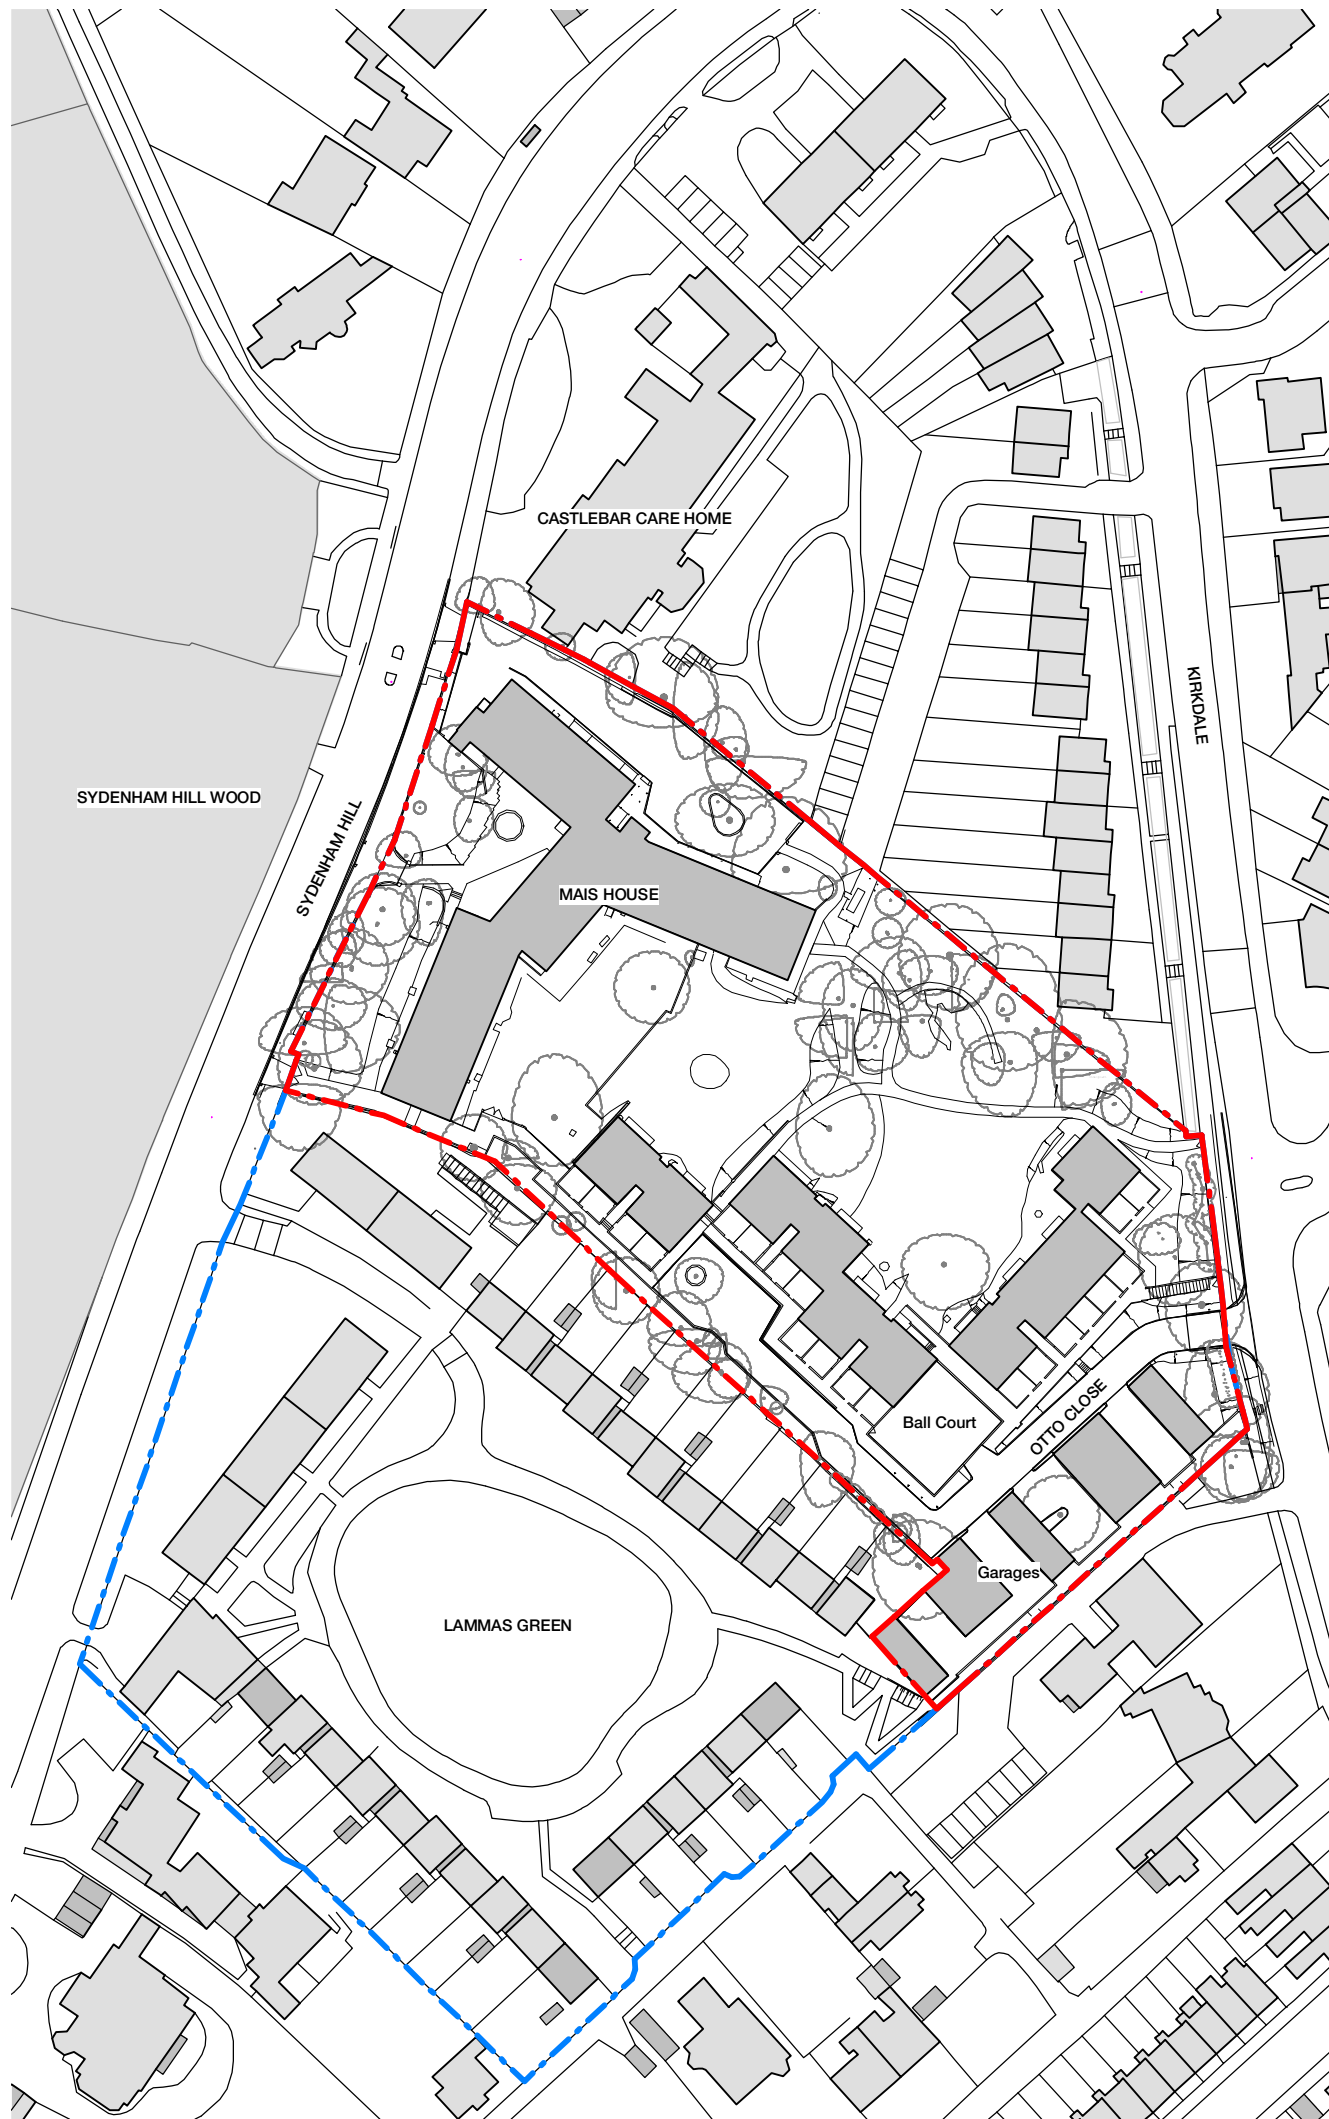 CASTLEBAR CARE HOME
KIRKDALE
SYDENHAM HILL WOOD
SYDENHAM HILL
MAIS HOUSE
Ball Court
OTTO CLOSE
Garages
LAMMAS GREEN